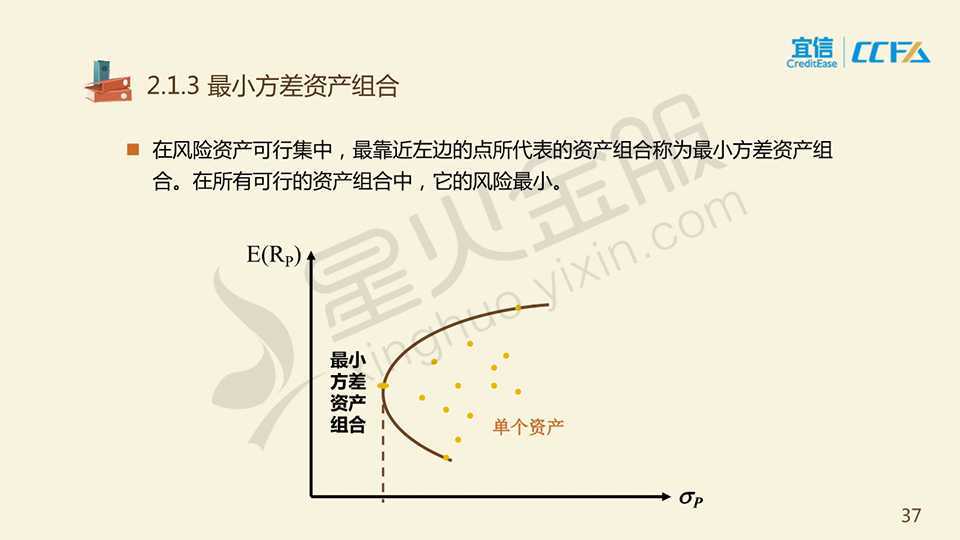 宜信
CreditEase
CCFA
2.1.3 最小方差资产组合
在风险资产可行集中，最靠近左边的点所代表的资产组合称为最小方差资产组
合。在所有可行的资产组合中，它的风险最小。
星火金服
xinghuo.yixin.com
E(R_P)
最小
方差
资产
组合
单个资产
σ_P
37